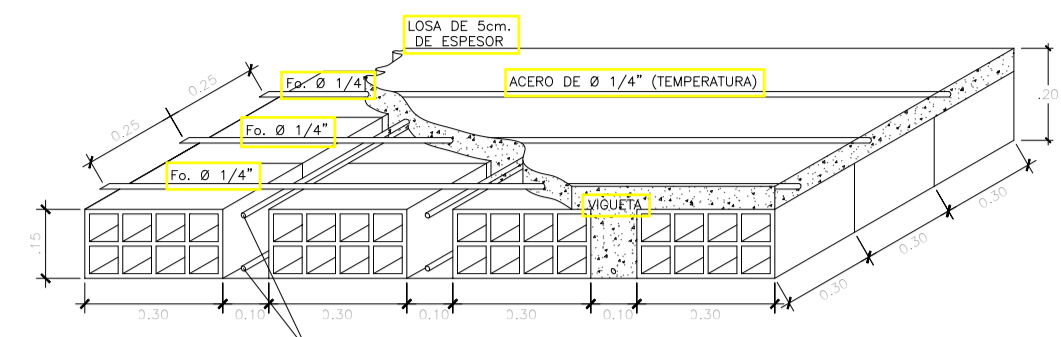 LOSA DE 5cm.
DE ESPESOR
0.25
Fo. Ø 1/4
ACERO DE Ø 1/4" (TEMPERATURA)
.20
0.25
Fo. Ø 1/4"
Fo. Ø 1/4"
VIGUETA
0.30
.15
0.30
0.30
0.30
0.10
0.30
0.10
0.30
0.10
0.30